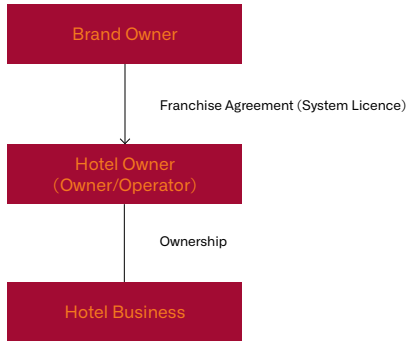 Brand Owner
Franchise Agreement (System Licence)
Hotel Owner
(Owner/Operator)
Ownership
Hotel Business